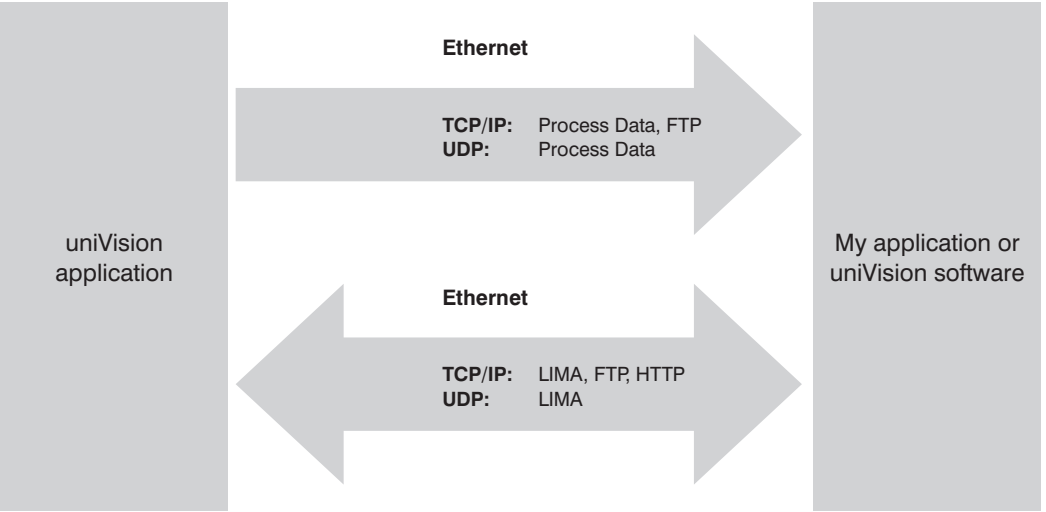 uniVision
application
Ethernet
TCP/IP: Process Data, FTP
UDP: Process Data
Ethernet
TCP/IP: LIMA, FTP, HTTP
UDP: LIMA
My application or
uniVision software